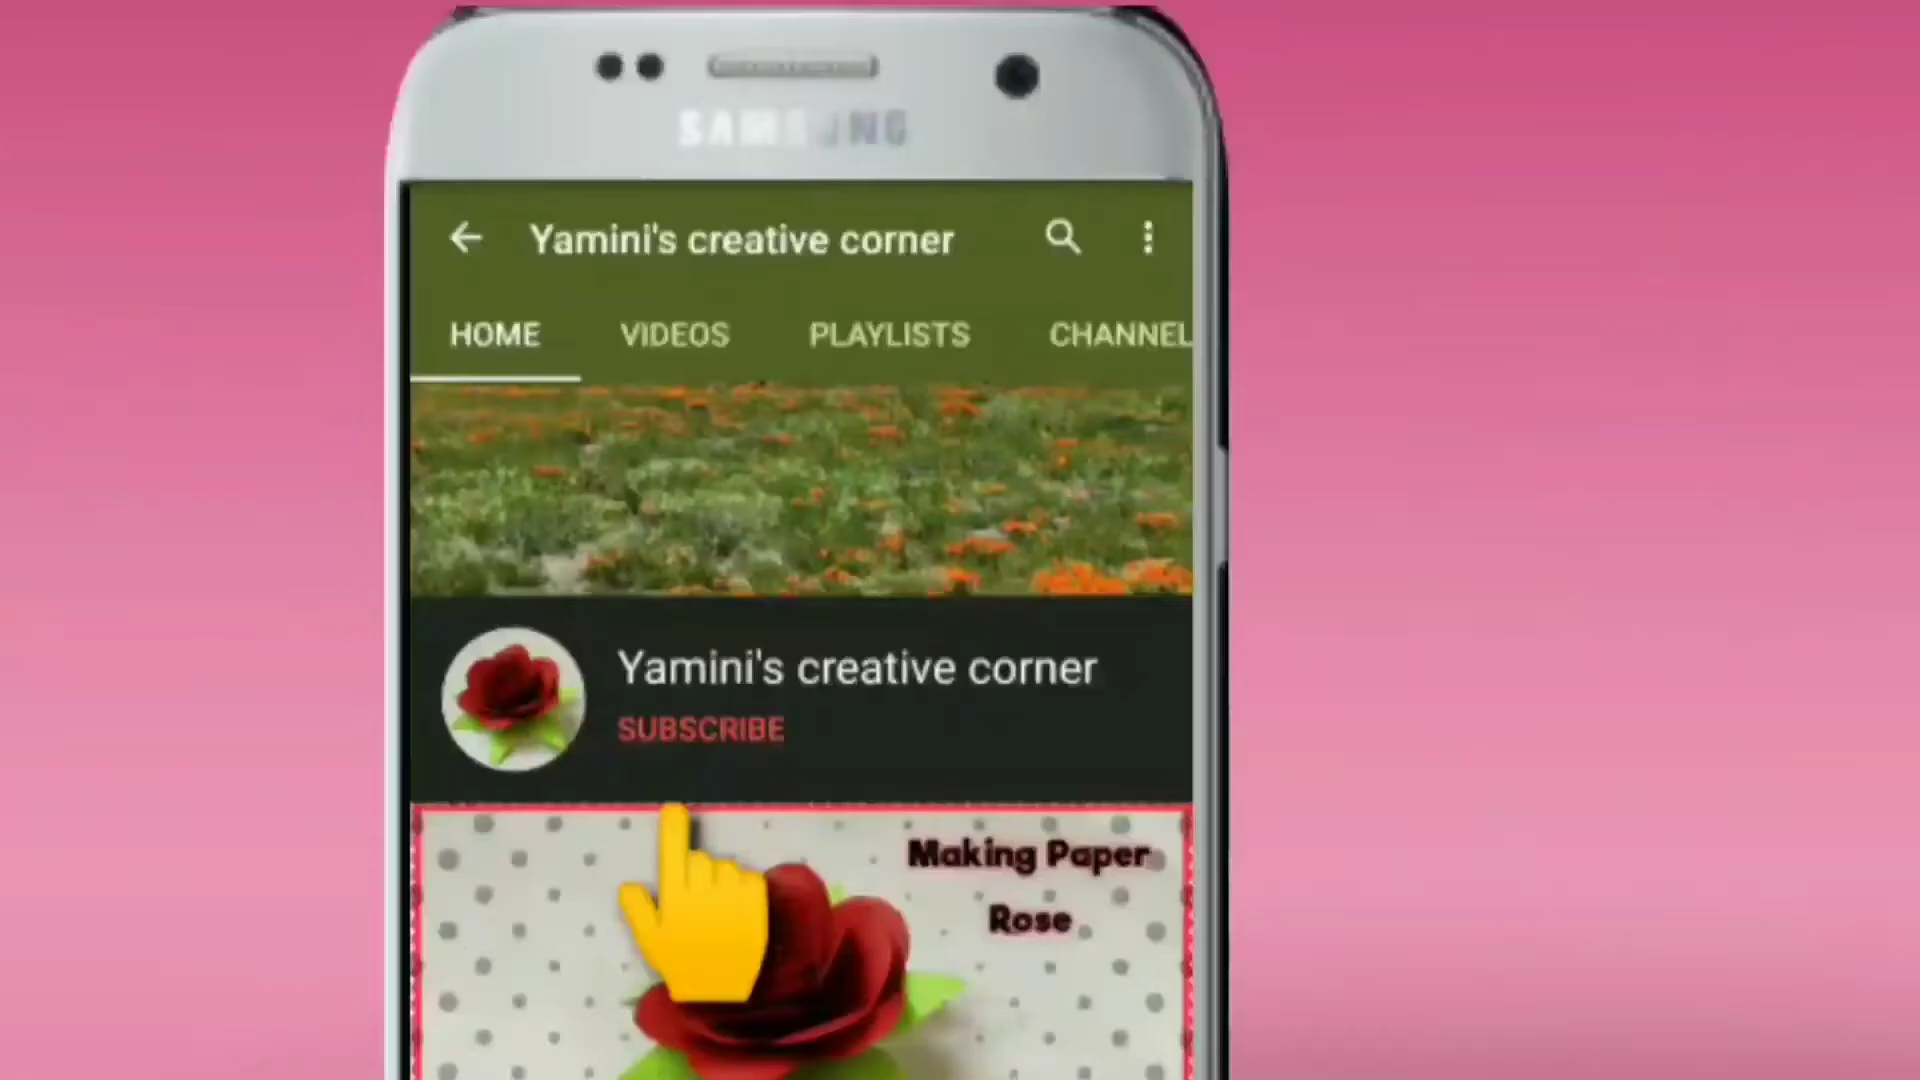 SAMSUNG
Yamini's creative corner
HOME VIDEOS PLAYLISTS CHANNEL
Yamini's creative corner
SUBSCRIBE
Making Paper
Rose